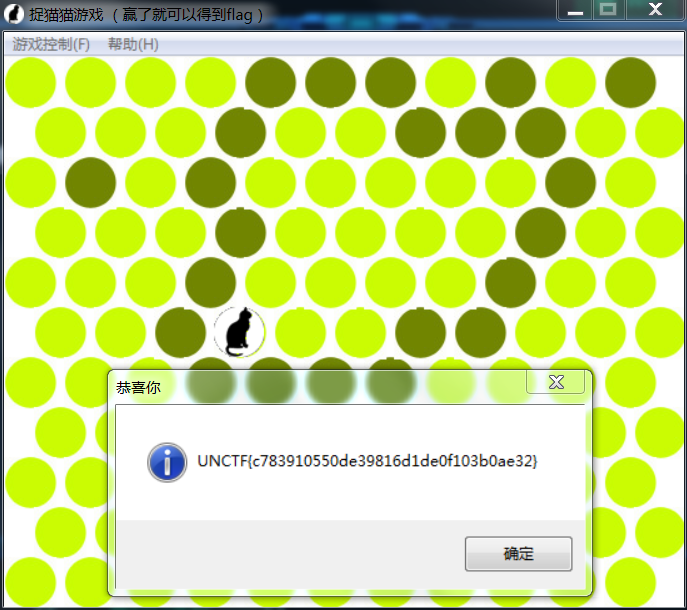 捉猫猫游戏 （ 赢了就可以得到flag ）
游戏控制(F) 帮助(H)
恭喜你
UNCTF{c783910550de39816d1de0f103b0ae32}
确定